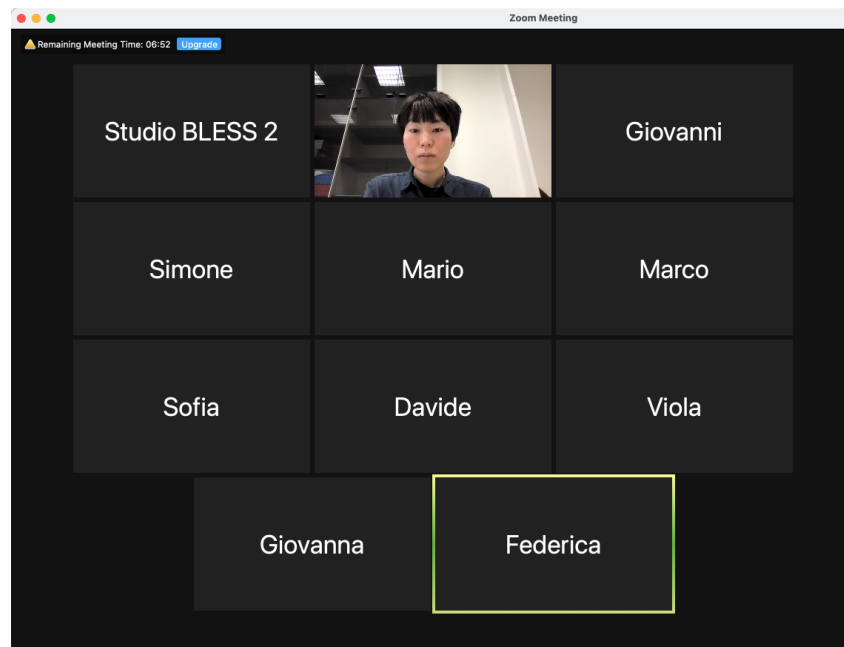 Zoom Meeting
Remaining Meeting Time: 06:52 Upgrade
Studio BLESS 2
Giovanni
Simone
Mario
Marco
Sofia
Davide
Viola
Giovanna
Federica